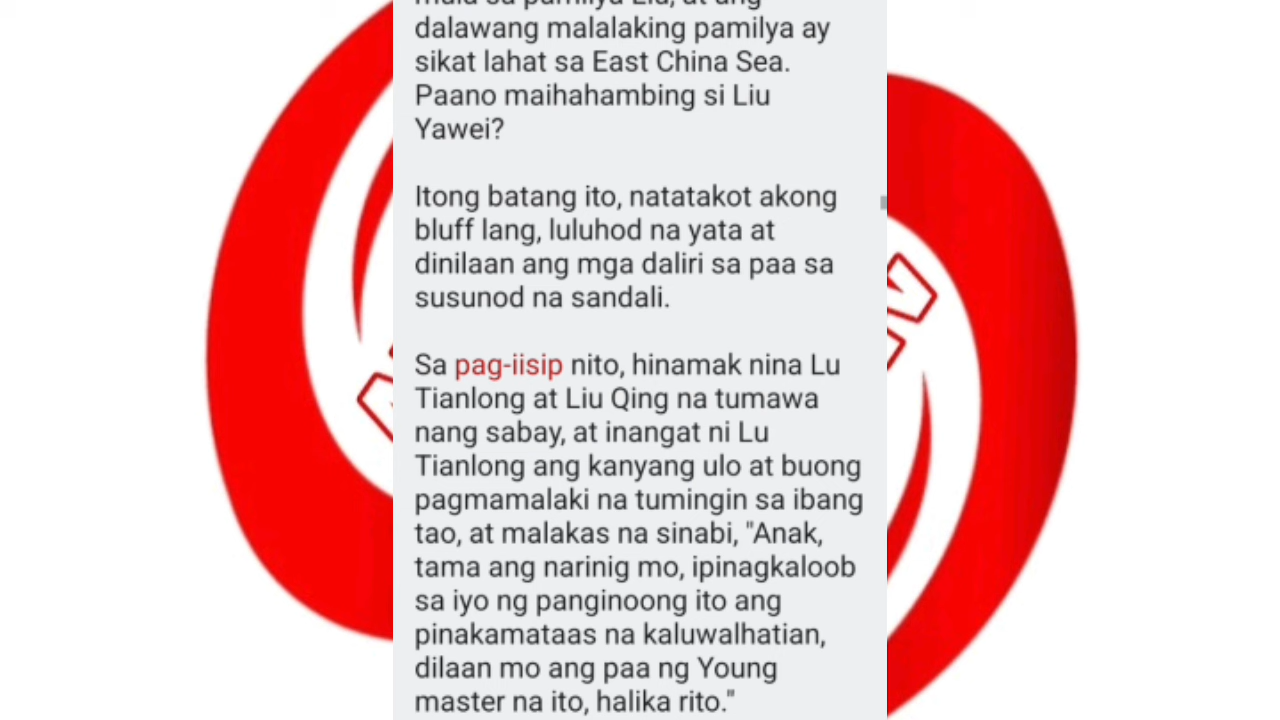 dalawang malalaking pamilya ay
sikat lahat sa East China Sea.
Paano maihahambing si Liu
Yawei?
Itong batang ito, natatakot akong
bluff lang, luluhod na yata at
dinilaan ang mga daliri sa paa sa
susunod na sandali.
Sa pag-iisip nito, hinamak nina Lu
Tianlong at Liu Qing na tumawa
nang sabay, at inangat ni Lu
Tianlong ang kanyang ulo at buong
pagmamalaki na tumingin sa ibang
tao, at malakas na sinabi, "Anak,
tama ang narinig mo, ipinagkaloob
sa iyo ng panginoong ito ang
pinakamataas na kaluwalhatian,
dilaan mo ang paa ng Young
master na ito, halika rito."